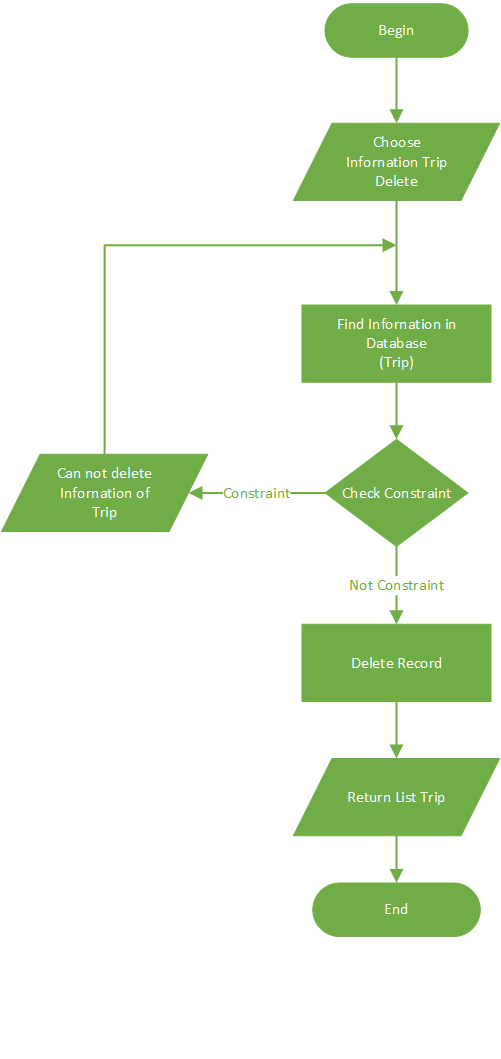 Begin
Choose
Infornation Trip
Delete
Find Infornation in
Database
(Trip)
Can not delete
Infornation of
Trip
Constraint
Check Constraint
Not Constraint
Delete Record
Return List Trip
End